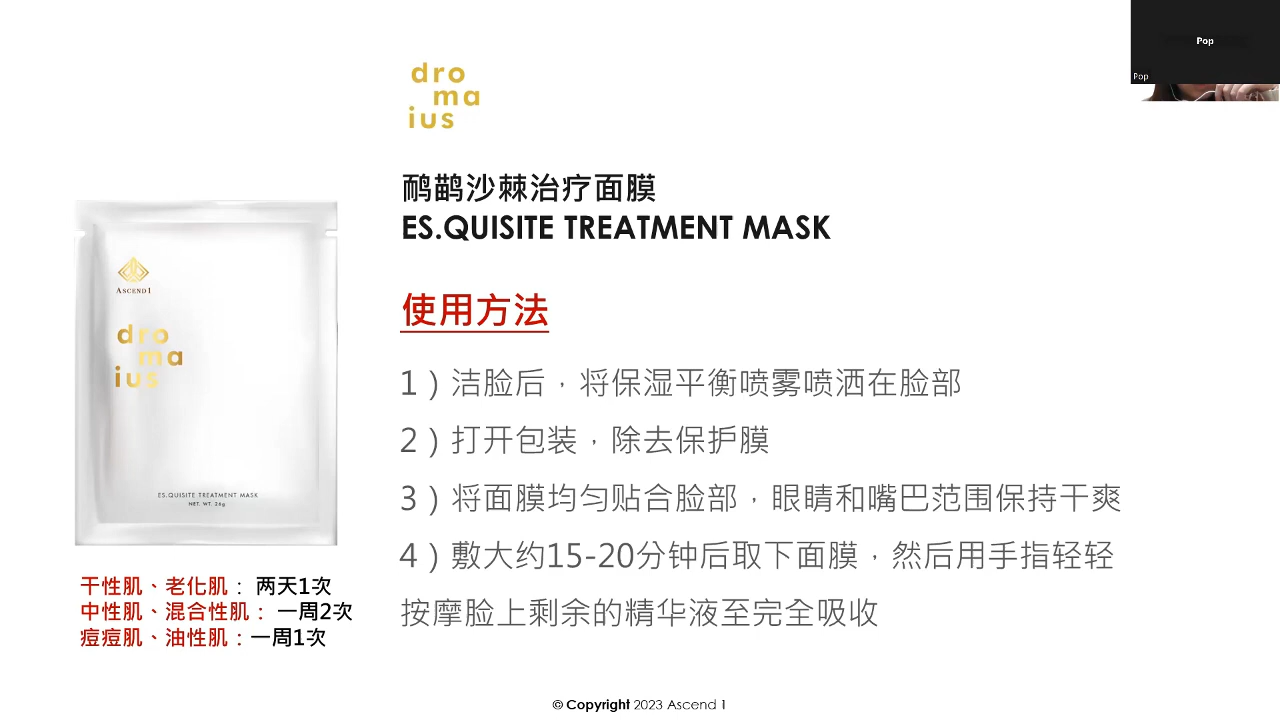 Pop
Pop
dro
ma
ius
鸸鹋沙棘治疗面膜
ES.QUISITE TREATMENT MASK
使用方法
1）洁脸后，将保湿平衡喷雾喷洒在脸部
2）打开包装，除去保护膜
3）将面膜均匀贴合脸部，眼睛和嘴巴范围保持干爽
4）敷大约15-20分钟后取下面膜，然后用手指轻轻
按摩脸上剩余的精华液至完全吸收
ASCEND1
dro
ma
ius
ES.QUISITE TREATMENT MASK
NET. WT. 26g
干性肌、老化肌： 两天1次
中性肌、混合性肌： 一周2次
痘痘肌、油性肌：一周1次
© Copyright 2023 Ascend 1